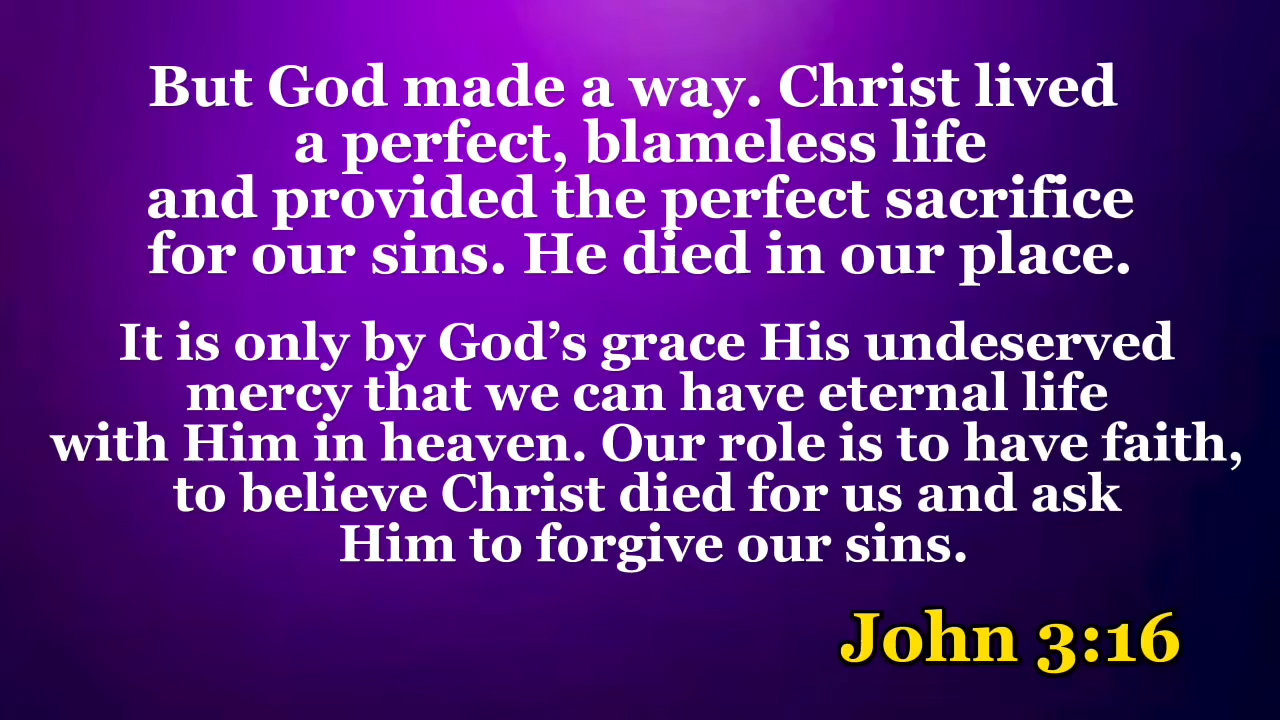 But God made a way. Christ lived
a perfect, blameless life
and provided the perfect sacrifice
for our sins. He died in our place.
It is only by God’s grace His undeserved
mercy that we can have eternal life
with Him in heaven. Our role is to have faith,
to believe Christ died for us and ask
Him to forgive our sins.
John 3:16